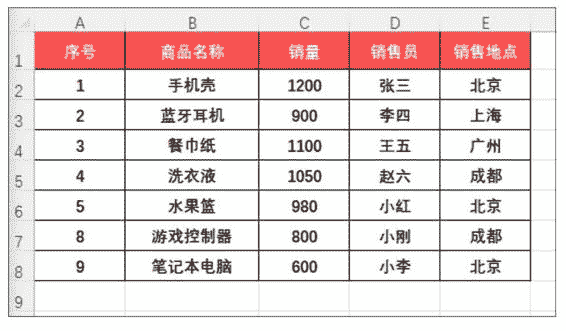 A B C D E
1 序号 商品名称 销量 销售员 销售地点
2 1 手机壳 1200 张三 北京
3 2 蓝牙耳机 900 李四 上海
4 3 餐巾纸 1100 王五 广州
5 4 洗衣液 1050 赵六 成都
6 5 水果篮 980 小红 北京
7 8 游戏控制器 800 小刚 成都
8 9 笔记本电脑 600 小李 北京
9